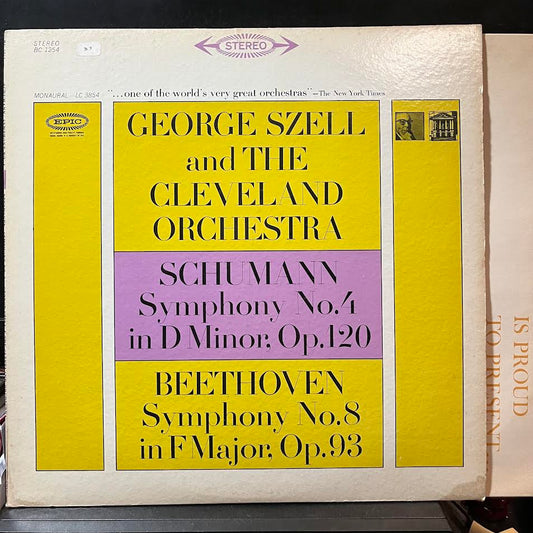 STEREO
BC 1254
STEREO
MONAURAL—LC 3854
"...one of the world's very great orchestras"—The New York Times
EPIC
GEORGE SZELL
and THE
CLEVELAND
ORCHESTRA
SCHUMANN
Symphony No.4
in D Minor, Op.120
BEETHOVEN
Symphony No.8
in F Major, Op.93
IS PROUD
TO PRESENT